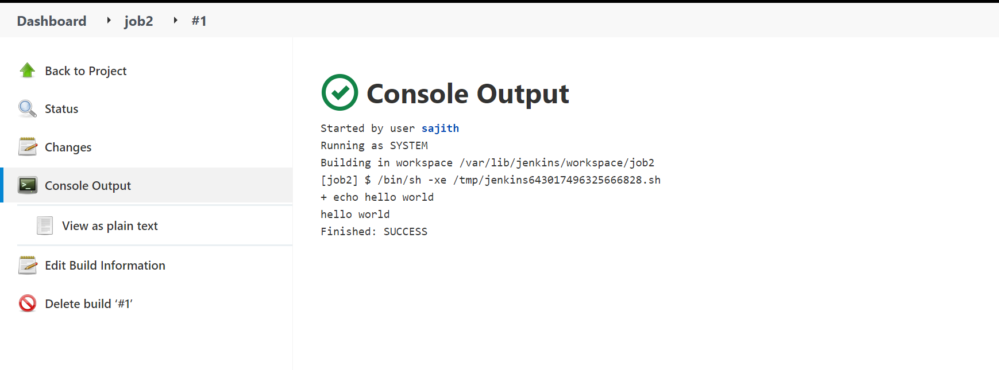 Dashboard job2 #1
Back to Project
Status
Changes
Console Output
View as plain text
Edit Build Information
Delete build ‘#1’
Console Output
Started by user sajith
Running as SYSTEM
Building in workspace /var/lib/jenkins/workspace/job2
[job2] $ /bin/sh -xe /tmp/jenkins643017496325666828.sh
+ echo hello world
hello world
Finished: SUCCESS